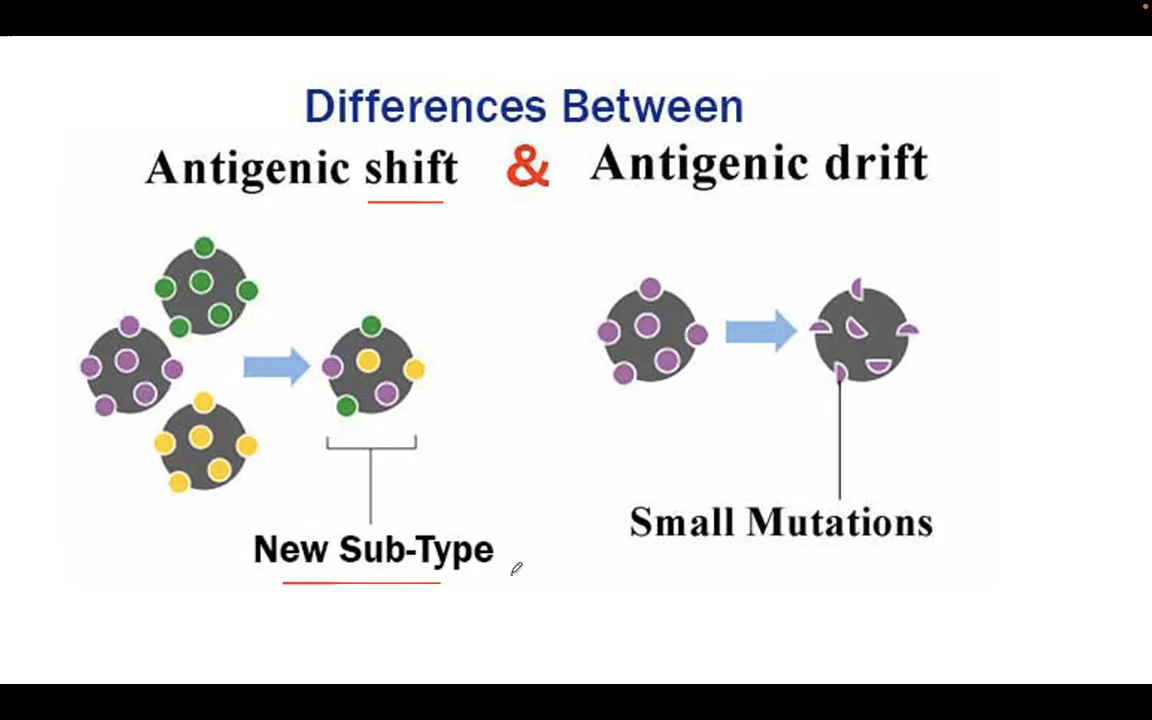 Differences Between
Antigenic shift & Antigenic drift
New Sub-Type
Small Mutations